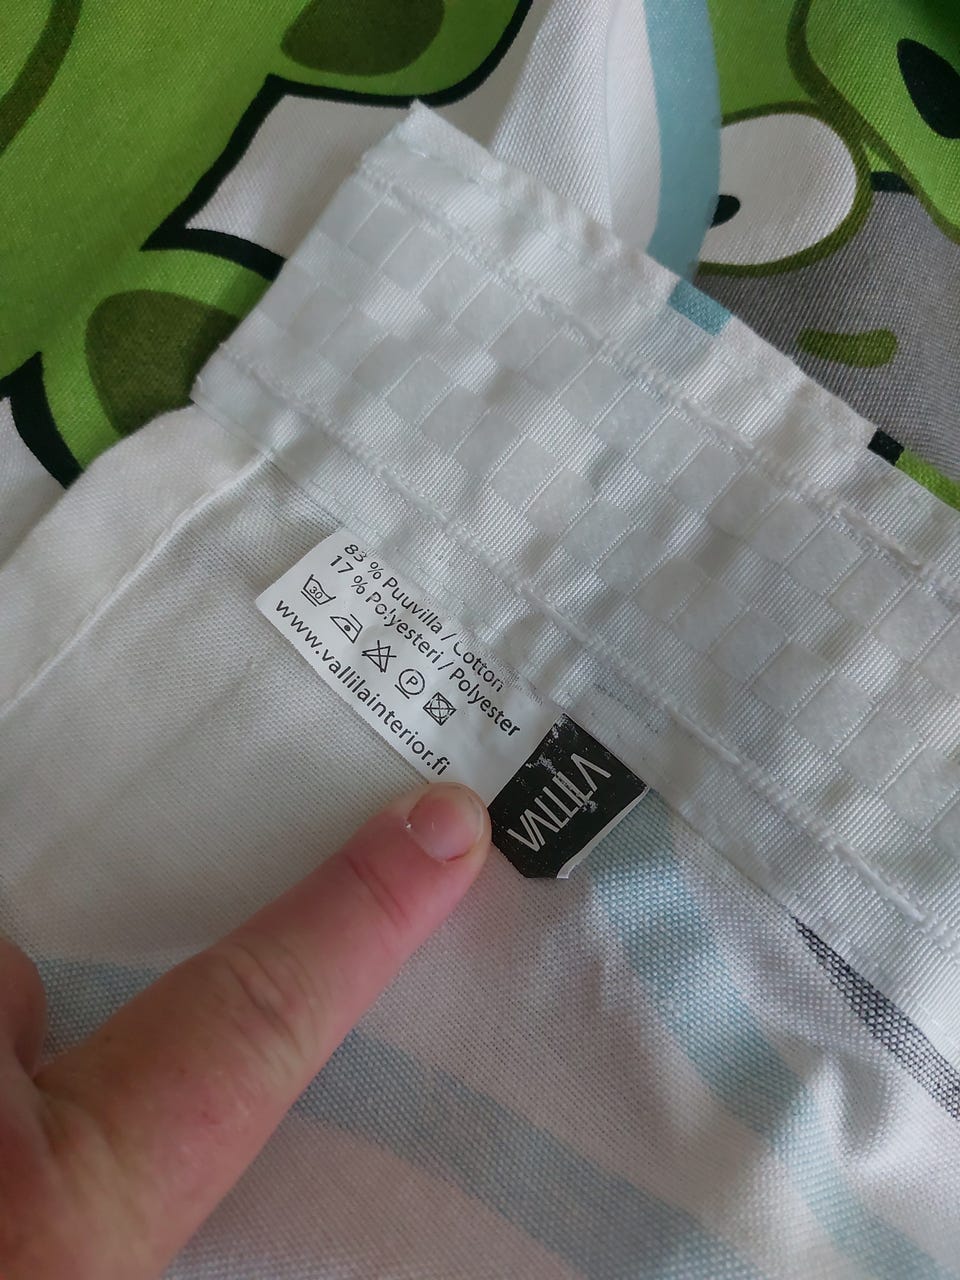 83 % Puuvilla / Cotton
17 % Polyesteri / Polyester
30
P
www.vallilainterior.fi
VALLILA